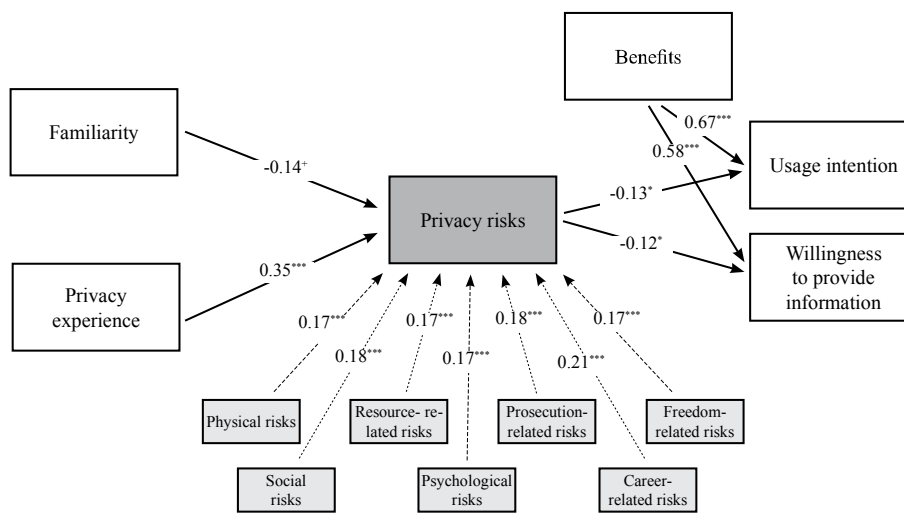 Benefits
Familiarity
0.67***
0.58***
Usage intention
-0.14+
Privacy risks
-0.13*
-0.12*
Willingness
to provide
information
Privacy
experience
0.35***
0.17***
0.17***
0.18***
0.17***
0.18***
0.17***
0.21***
Physical risks
Resource- re-
lated risks
Prosecution-
related risks
Freedom-
related risks
Social
risks
Psychological
risks
Career-
related risks